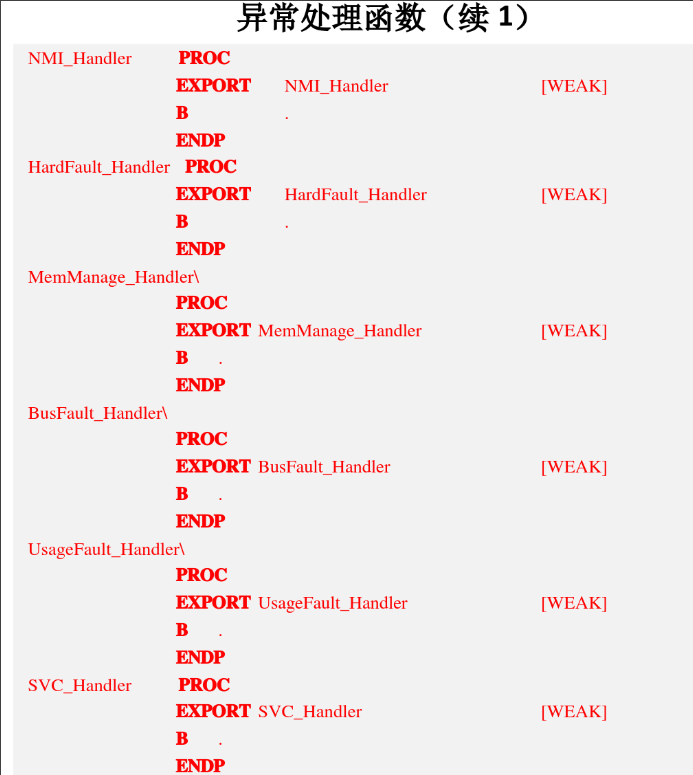 异常处理函数（续 1）
NMI_Handler PROC
EXPORT NMI_Handler [WEAK]
B .
ENDP
HardFault_Handler PROC
EXPORT HardFault_Handler [WEAK]
B .
ENDP
MemManage_Handler\
PROC
EXPORT MemManage_Handler [WEAK]
B .
ENDP
BusFault_Handler\
PROC
EXPORT BusFault_Handler [WEAK]
B .
ENDP
UsageFault_Handler\
PROC
EXPORT UsageFault_Handler [WEAK]
B .
ENDP
SVC_Handler PROC
EXPORT SVC_Handler [WEAK]
B .
ENDP